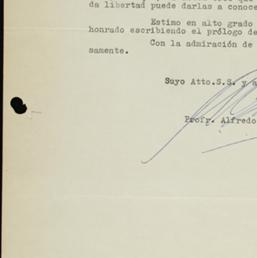 da libertad puede darlas a conoce
Estimo en alto grado
honrado escribiendo el prólogo de
Con la admiración de
samente.
Suyo Atto.S.S. y a
Profr. Alfredo